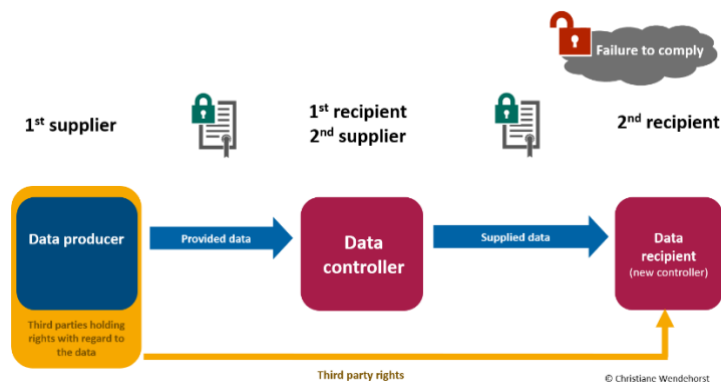 Failure to comply
1st supplier
1st recipient
2nd supplier
2nd recipient
Data producer
Provided data
Data
controller
Supplied data
Data
recipient
(new controller)
Third parties holding
rights with regard to
the data
Third party rights
© Christiane Wendehorst